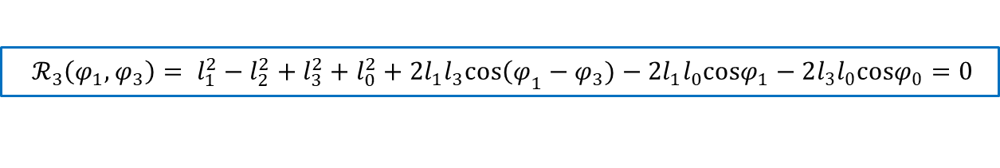 ℛ₃(φ₁, φ₃) = l₁² − l₂² + l₃² + l₀² + 2l₁l₃cos(φ₁ − φ₃) − 2l₁l₀cosφ₁ − 2l₃l₀cosφ₀ = 0